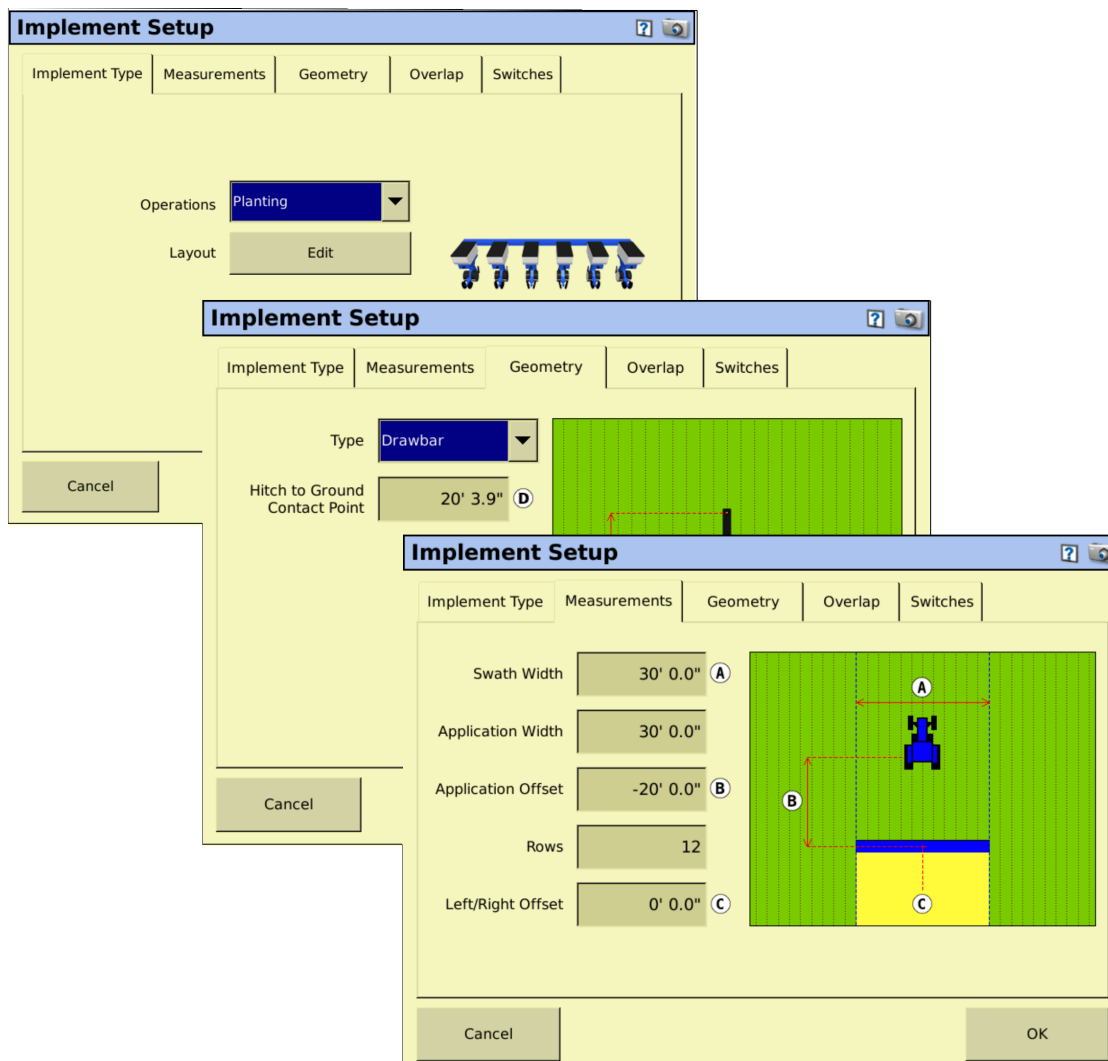 Implement Setup
Implement Type Measurements Geometry Overlap Switches
Operations Planting
Layout Edit
Cancel
Implement Setup
Implement Type Measurements Geometry Overlap Switches
Type Drawbar
Hitch to Ground
Contact Point 20' 3.9" D
Cancel
Implement Setup
Implement Type Measurements Geometry Overlap Switches
Swath Width 30' 0.0" A
Application Width 30' 0.0"
Application Offset -20' 0.0" B
Rows 12
Left/Right Offset 0' 0.0" C
A
B
C
Cancel OK